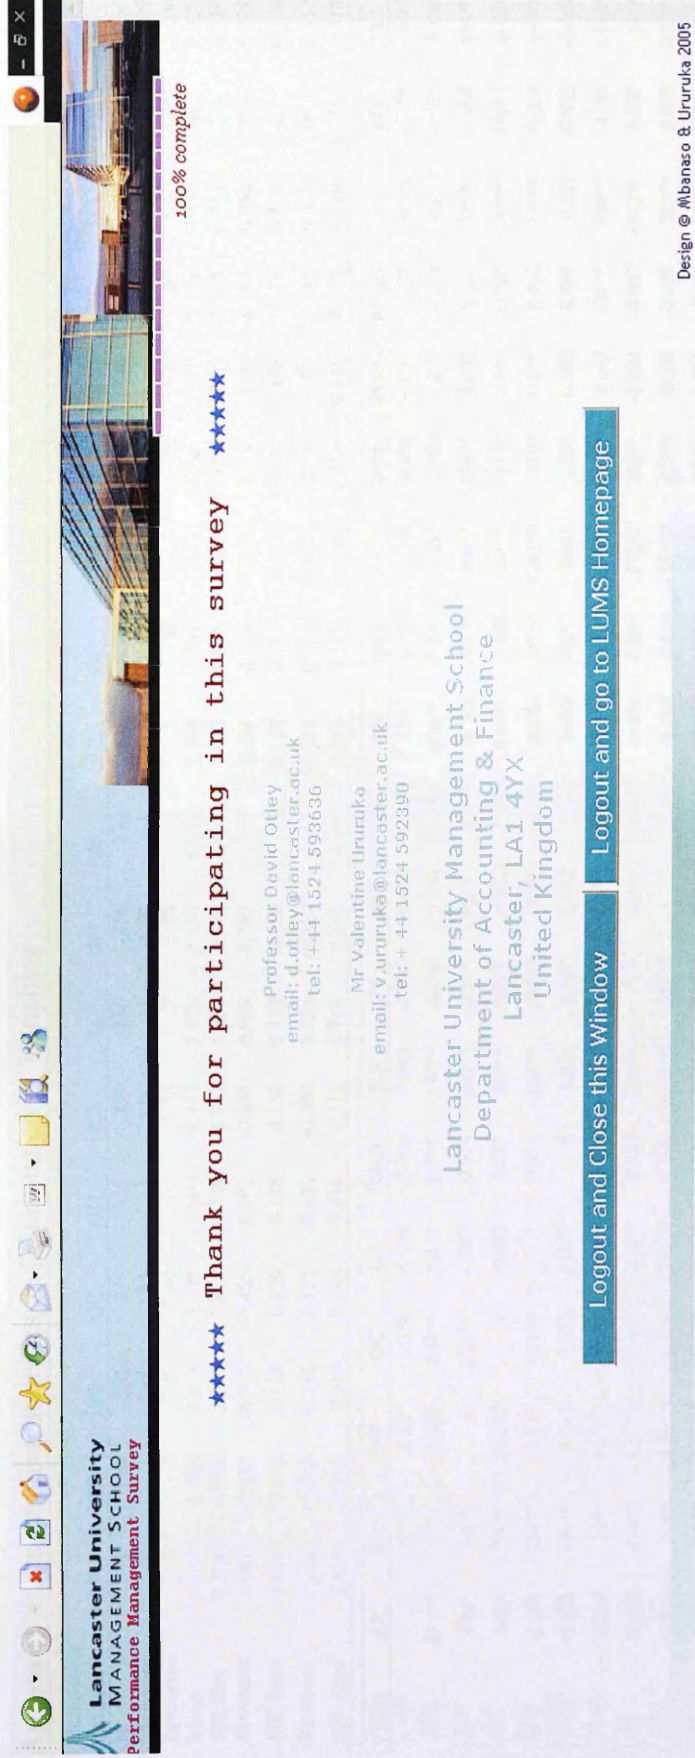 Lancaster University
MANAGEMENT SCHOOL
Performance Management Survey
100% complete
***** Thank you for participating in this survey *****
Professor David Otley
email: d.otley@lancaster.ac.uk
tel: +44 1524 593636
Mr Valentine Ururuka
email: v.ururuka@lancaster.ac.uk
tel: + 44 1524 592390
Lancaster University Management School
Department of Accounting & Finance
Lancaster, LA1 4YX
United Kingdom
Logout and Close this Window
Logout and go to LUMS Homepage
Design © Mbanaso & Ururuka 2005